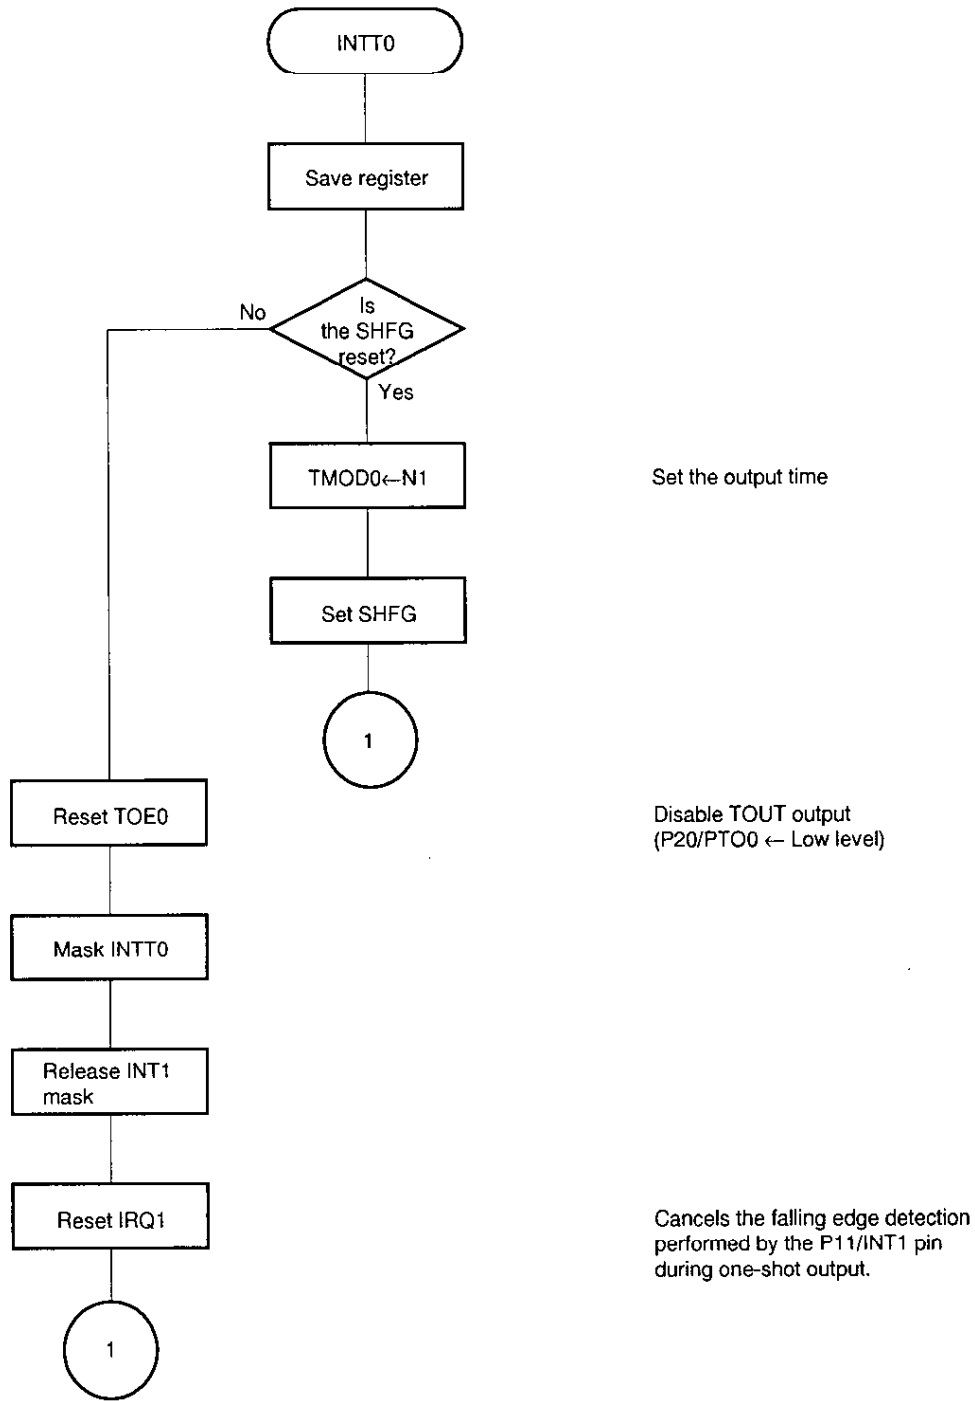 INTT0
Save register
No
Is
the SHFG
reset?
Yes
TMOD0←N1
Set the output time
Set SHFG
1
Reset TOE0
Disable TOUT output
(P20/PTO0 ← Low level)
Mask INTT0
Release INT1
mask
Reset IRQ1
Cancels the falling edge detection
performed by the P11/INT1 pin
during one-shot output.
1